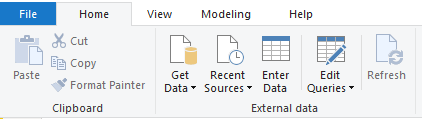 File Home View Modeling Help
Paste
Cut
Copy
Format Painter
Clipboard
Get Data
Recent Sources
Enter Data
Edit Queries
Refresh
External data